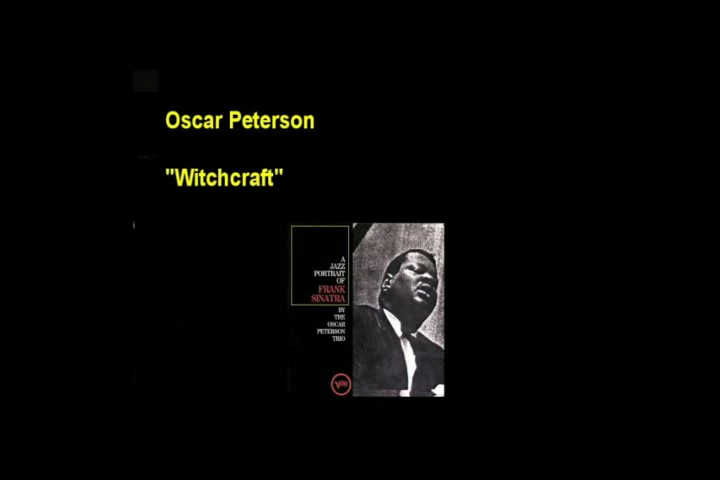 Oscar Peterson
"Witchcraft"
A
JAZZ
PORTRAIT
OF
FRANK
SINATRA
BY
THE
OSCAR
PETERSON
TRIO
Verve